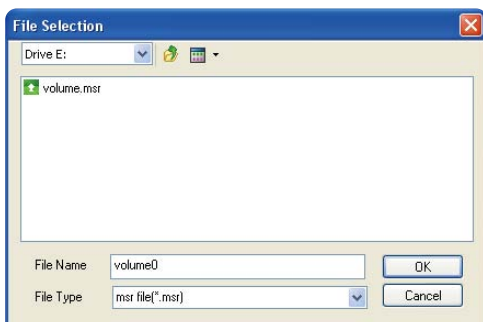 File Selection
Drive E:
volume.msr
File Name volume0 OK
File Type msr file(*.msr) Cancel